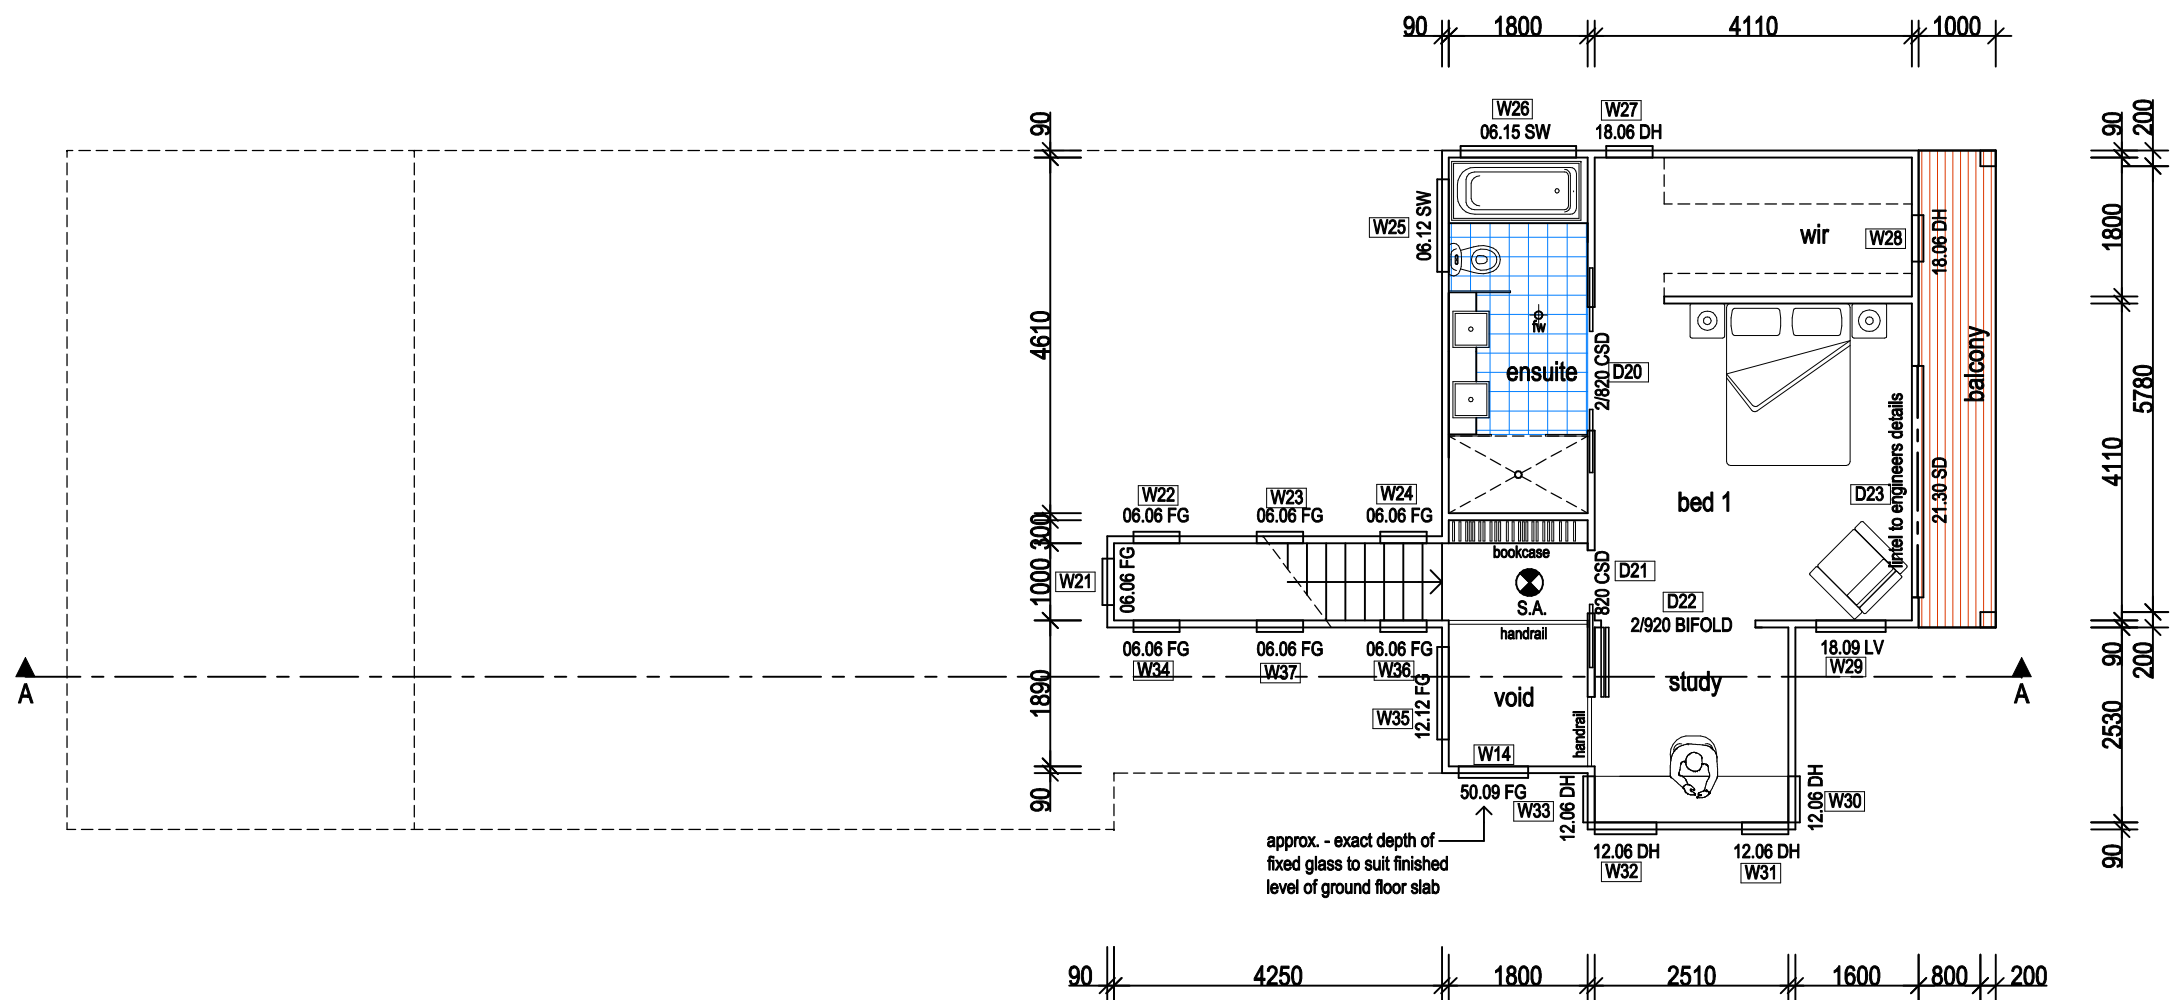 90 1800 4110 1000
W26
06.15 SW
W27
18.06 DH
90
90
200
W25
06.12 SW
wir
W28
18.06 DH
1800
4610
fw
ensuite
2/820 CSD
D20
balcony
5780
lintel to engineers details
4110
bed 1
D23
21.30 SD
W22
06.06 FG
W23
06.06 FG
W24
06.06 FG
300
bookcase
W21
06.06 FG
1000
820 CSD
D21
S.A.
D22
2/920 BIFOLD
handrail
06.06 FG
W34
06.06 FG
W37
06.06 FG
W36
18.09 LV
W29
90
200
A
A
1890
12.12 FG
W35
void
study
handrail
2530
W14
50.09 FG
W33
12.06 DH
12.06 DH
W30
90
90
approx. - exact depth of
fixed glass to suit finished
level of ground floor slab
12.06 DH
W32
12.06 DH
W31
90 4250 1800 2510 1600 800 200